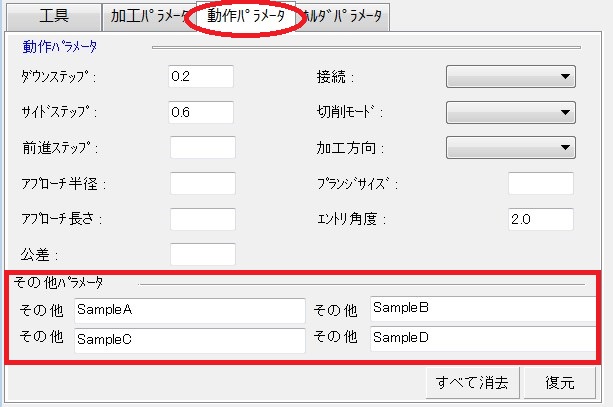 工具 加工ﾊﾟﾗﾒｰﾀ 動作ﾊﾟﾗﾒｰﾀ ﾎﾙﾀﾞﾊﾟﾗﾒｰﾀ
動作ﾊﾟﾗﾒｰﾀ
ﾀﾞｳﾝｽﾃｯﾌﾟ: 0.2 接続:
ｻｲﾄﾞｽﾃｯﾌﾟ: 0.6 切削ﾓｰﾄﾞ:
前進ｽﾃｯﾌﾟ: 加工方向:
ｱﾌﾟﾛｰﾁ半径: ﾌﾟﾗﾝｼﾞｻｲｽﾞ:
ｱﾌﾟﾛｰﾁ長さ: ｴﾝﾄﾘ角度: 2.0
公差:
その他ﾊﾟﾗﾒｰﾀ
その他 SampleA その他 SampleB
その他 SampleC その他 SampleD
すべて消去 復元